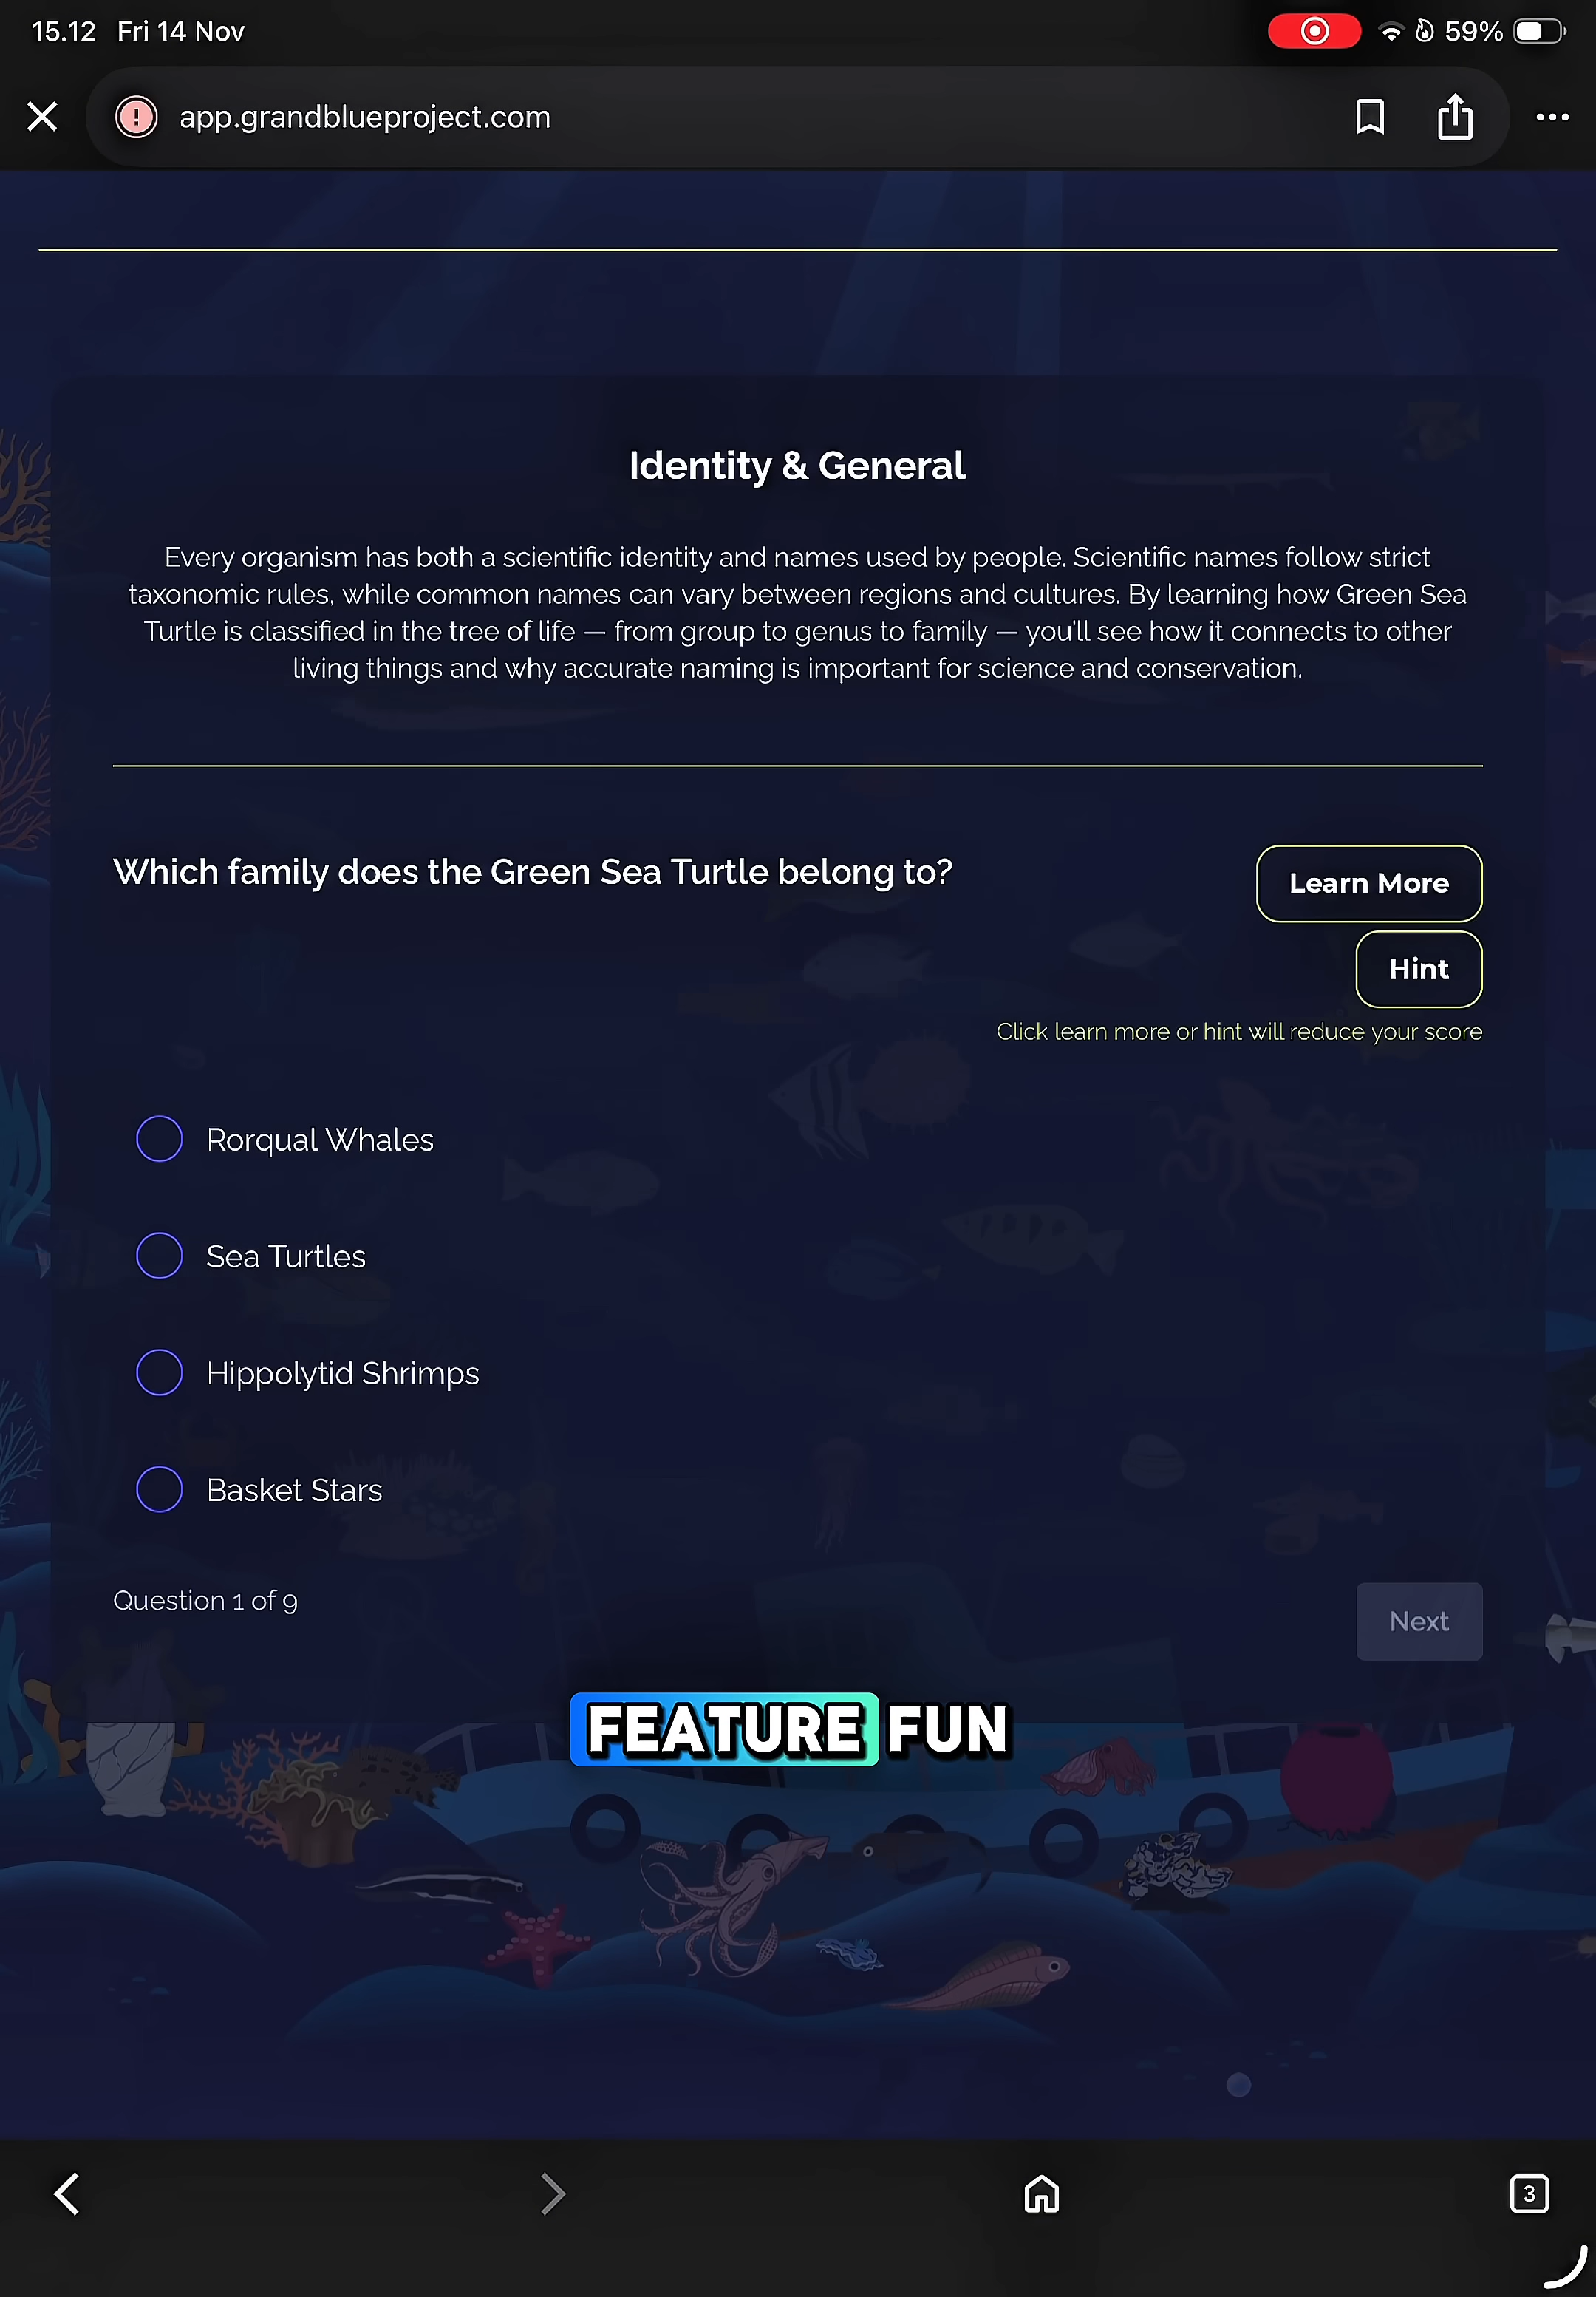 15.12 Fri 14 Nov
59%
app.grandblueproject.com
Identity & General
Every organism has both a scientific identity and names used by people. Scientific names follow strict
taxonomic rules, while common names can vary between regions and cultures. By learning how Green Sea
Turtle is classified in the tree of life — from group to genus to family — you'll see how it connects to other
living things and why accurate naming is important for science and conservation.
Which family does the Green Sea Turtle belong to?
Learn More
Hint
Click learn more or hint will reduce your score
Rorqual Whales
Sea Turtles
Hippolytid Shrimps
Basket Stars
Question 1 of 9
Next
FEATURE FUN
3